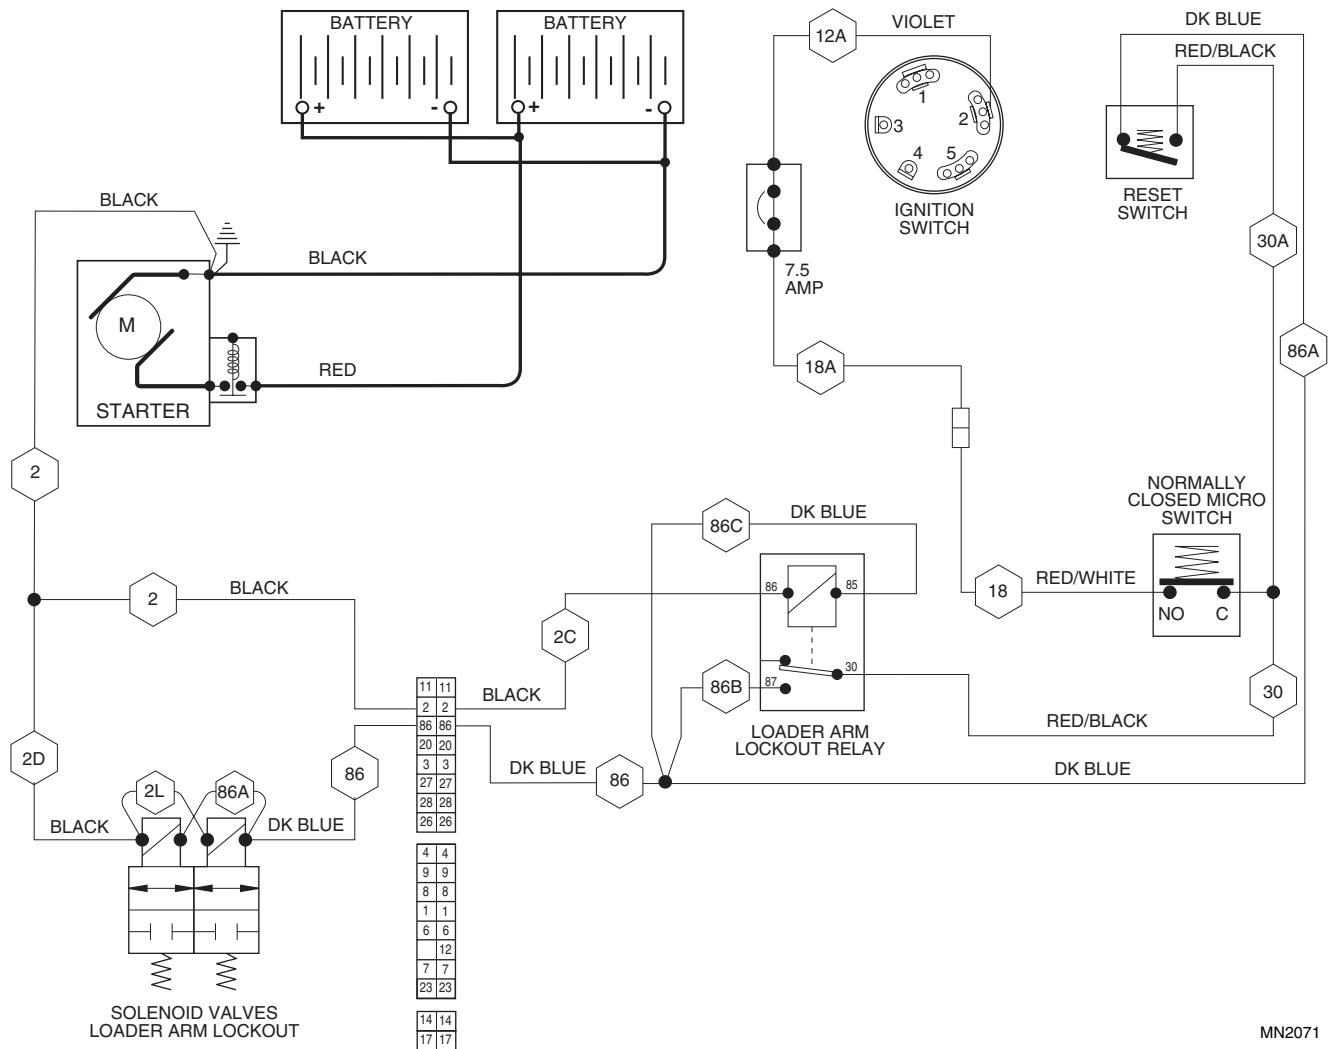 BATTERY
BATTERY
+
-
+
-
12A
VIOLET
DK BLUE
RED/BLACK
1
2
3
4
5
IGNITION
SWITCH
RESET
SWITCH
7.5
AMP
30A
86A
18A
BLACK
BLACK
M
RED
STARTER
2
2
BLACK
NORMALLY
CLOSED MICRO
SWITCH
86C
DK BLUE
18
RED/WHITE
NO
C
86
85
2C
30
87
86B
30
BLACK
RED/BLACK
LOADER ARM
LOCKOUT RELAY
11 11
2 2
86 86
20 20
3 3
27 27
28 28
26 26
4 4
9 9
8 8
1 1
6 6
12
7 7
23 23
14 14
17 17
DK BLUE
86
DK BLUE
2D
86
2L
86A
BLACK
DK BLUE
SOLENOID VALVES
LOADER ARM LOCKOUT
MN2071